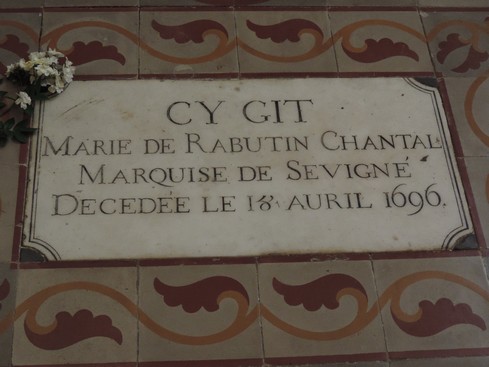 CY GIT
MARIE DE RABUTIN CHANTAL
MARQUISE DE SEVIGNÉ
DECEDÉE LE 18 AURIL 1696.